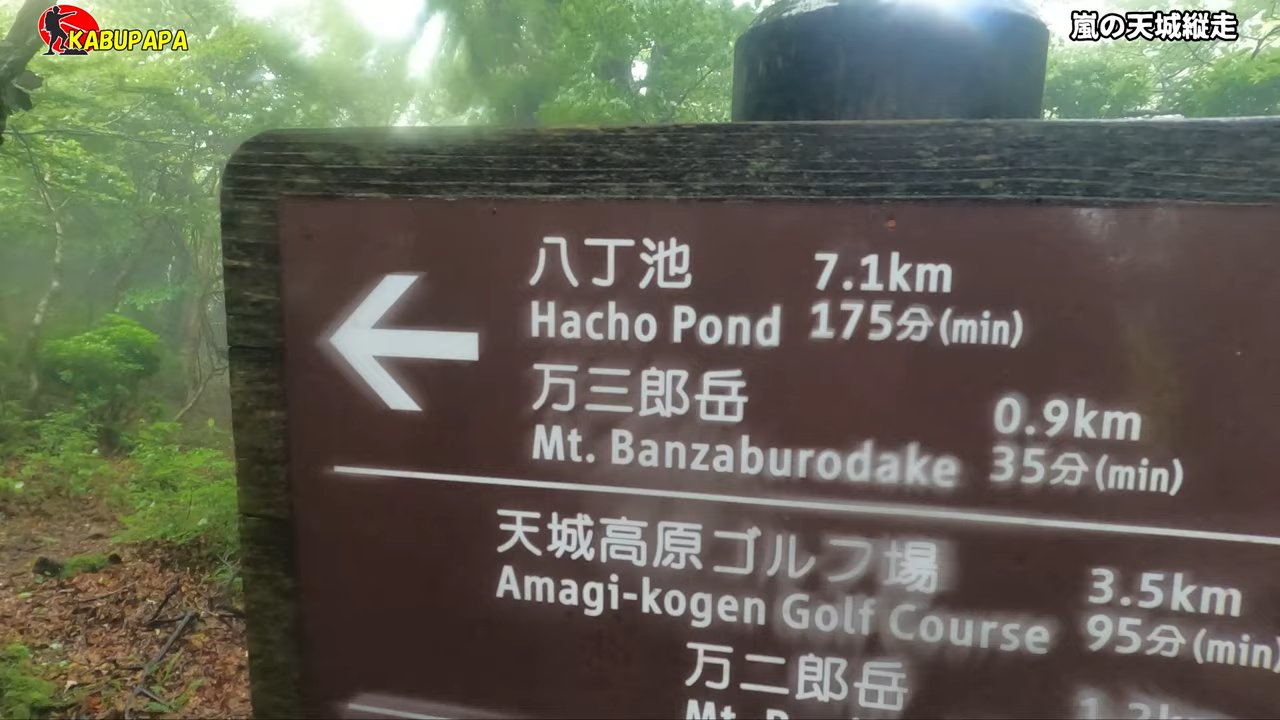 KABUPAPA
嵐の天城縦走
八丁池 7.1km
Hacho Pond 175分(min)
万三郎岳 0.9km
Mt. Banzaburodake 35分(min)
天城高原ゴルフ場 3.5km
Amagi-kogen Golf Course 95分(min)
万二郎岳
Mt.